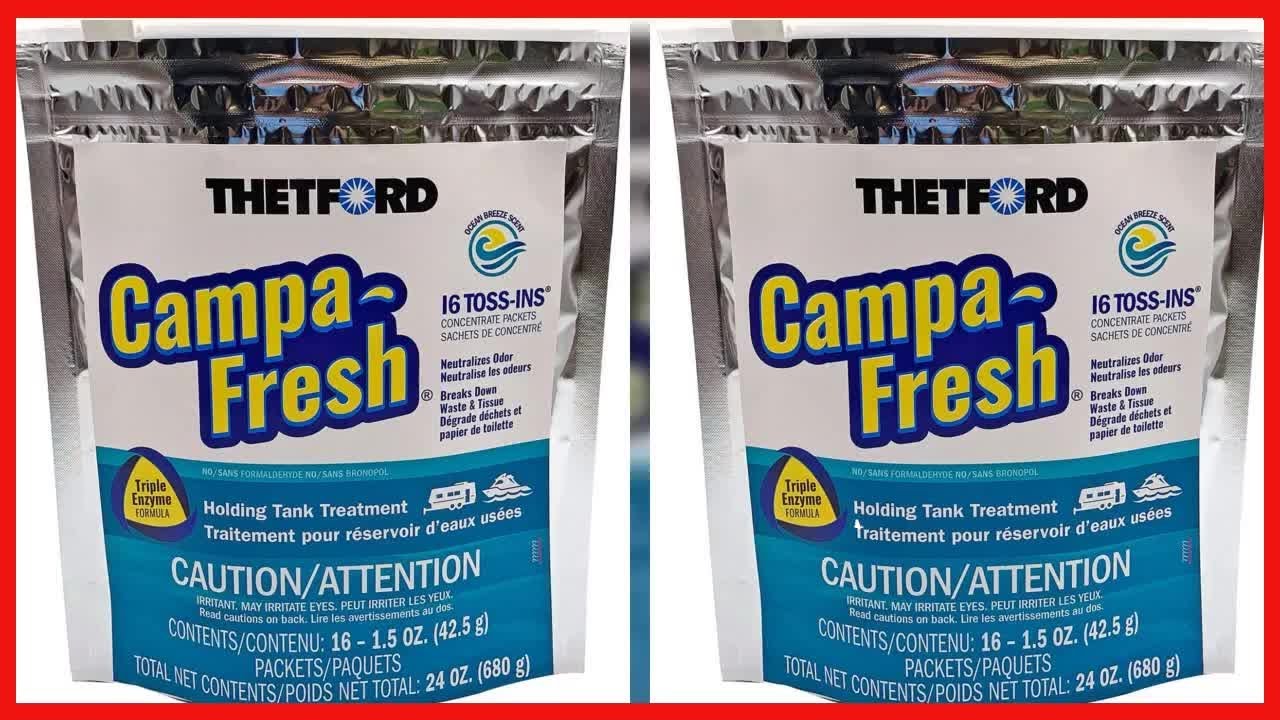 THETFORD
OCEAN BREEZE SCENT
Campa-
Fresh®
16 TOSS-INS®
CONCENTRATE PACKETS
SACHETS DE CONCENTRÉ
Neutralizes Odor
Neutralise les odeurs
Breaks Down
Waste & Tissue
Dégrade déchets et
papier de toilette
NO/SANS FORMALDEHYDE NO/SANS BRONOPOL
Triple
Enzyme
FORMULA
Holding Tank Treatment
Traitement pour réservoir d'eaux usées
CAUTION/ATTENTION
IRRITANT. MAY IRRITATE EYES. PEUT IRRITER LES YEUX.
Read cautions on back. Lire les avertissements au dos.
CONTENTS/CONTENU: 16 – 1.5 OZ. (42.5 g)
PACKETS/PAQUETS
TOTAL NET CONTENTS/POIDS NET TOTAL: 24 OZ. (680 g)
THETFORD
OCEAN BREEZE SCENT
Campa-
Fresh®
16 TOSS-INS®
CONCENTRATE PACKETS
SACHETS DE CONCENTRÉ
Neutralizes Odor
Neutralise les odeurs
Breaks Down
Waste & Tissue
Dégrade déchets et
papier de toilette
NO/SANS FORMALDEHYDE NO/SANS BRONOPOL
Triple
Enzyme
FORMULA
Holding Tank Treatment
Traitement pour réservoir d'eaux usées
CAUTION/ATTENTION
IRRITANT. MAY IRRITATE EYES. PEUT IRRITER LES YEUX.
Read cautions on back. Lire les avertissements au dos.
CONTENTS/CONTENU: 16 – 1.5 OZ. (42.5 g)
PACKETS/PAQUETS
TOTAL NET CONTENTS/POIDS NET TOTAL: 24 OZ. (680 g)